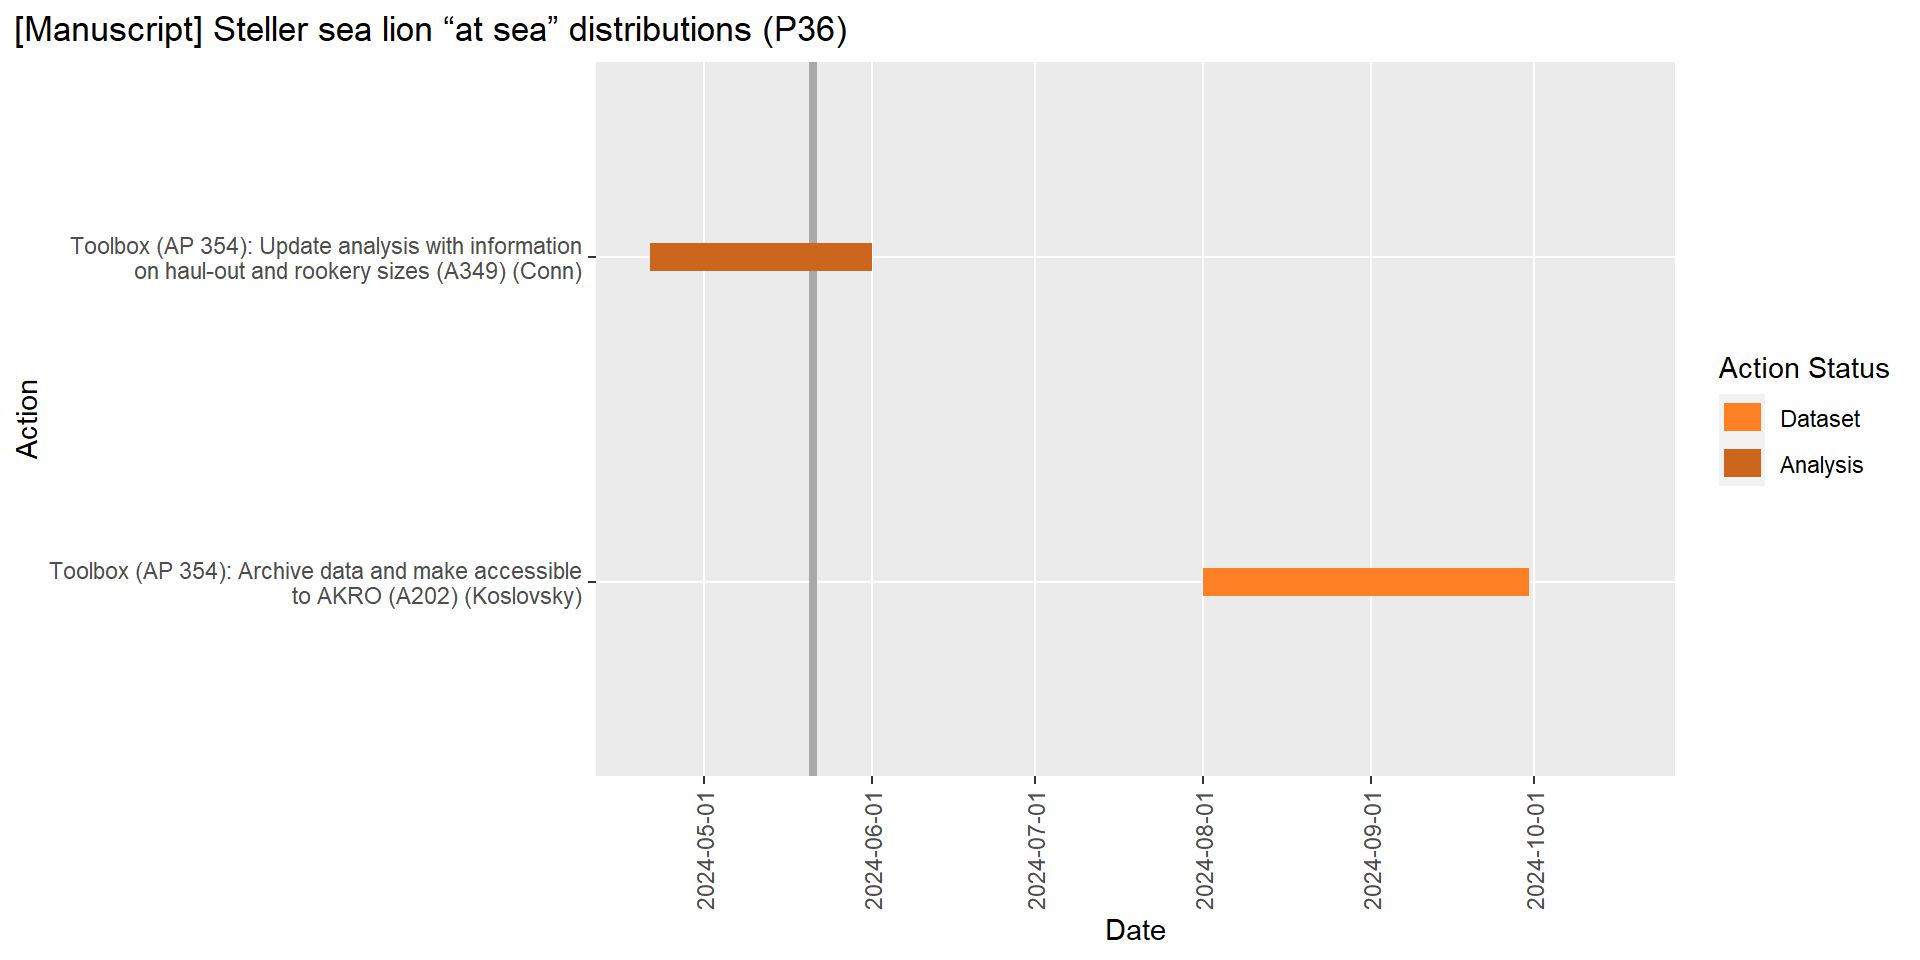 [Manuscript] Steller sea lion “at sea” distributions (P36)
Toolbox (AP 354): Update analysis with information
on haul-out and rookery sizes (A349) (Conn)
Toolbox (AP 354): Archive data and make accessible
to AKRO (A202) (Koslovsky)
Action
2024-05-01
2024-06-01
2024-07-01
2024-08-01
2024-09-01
2024-10-01
Date
Action Status
Dataset
Analysis